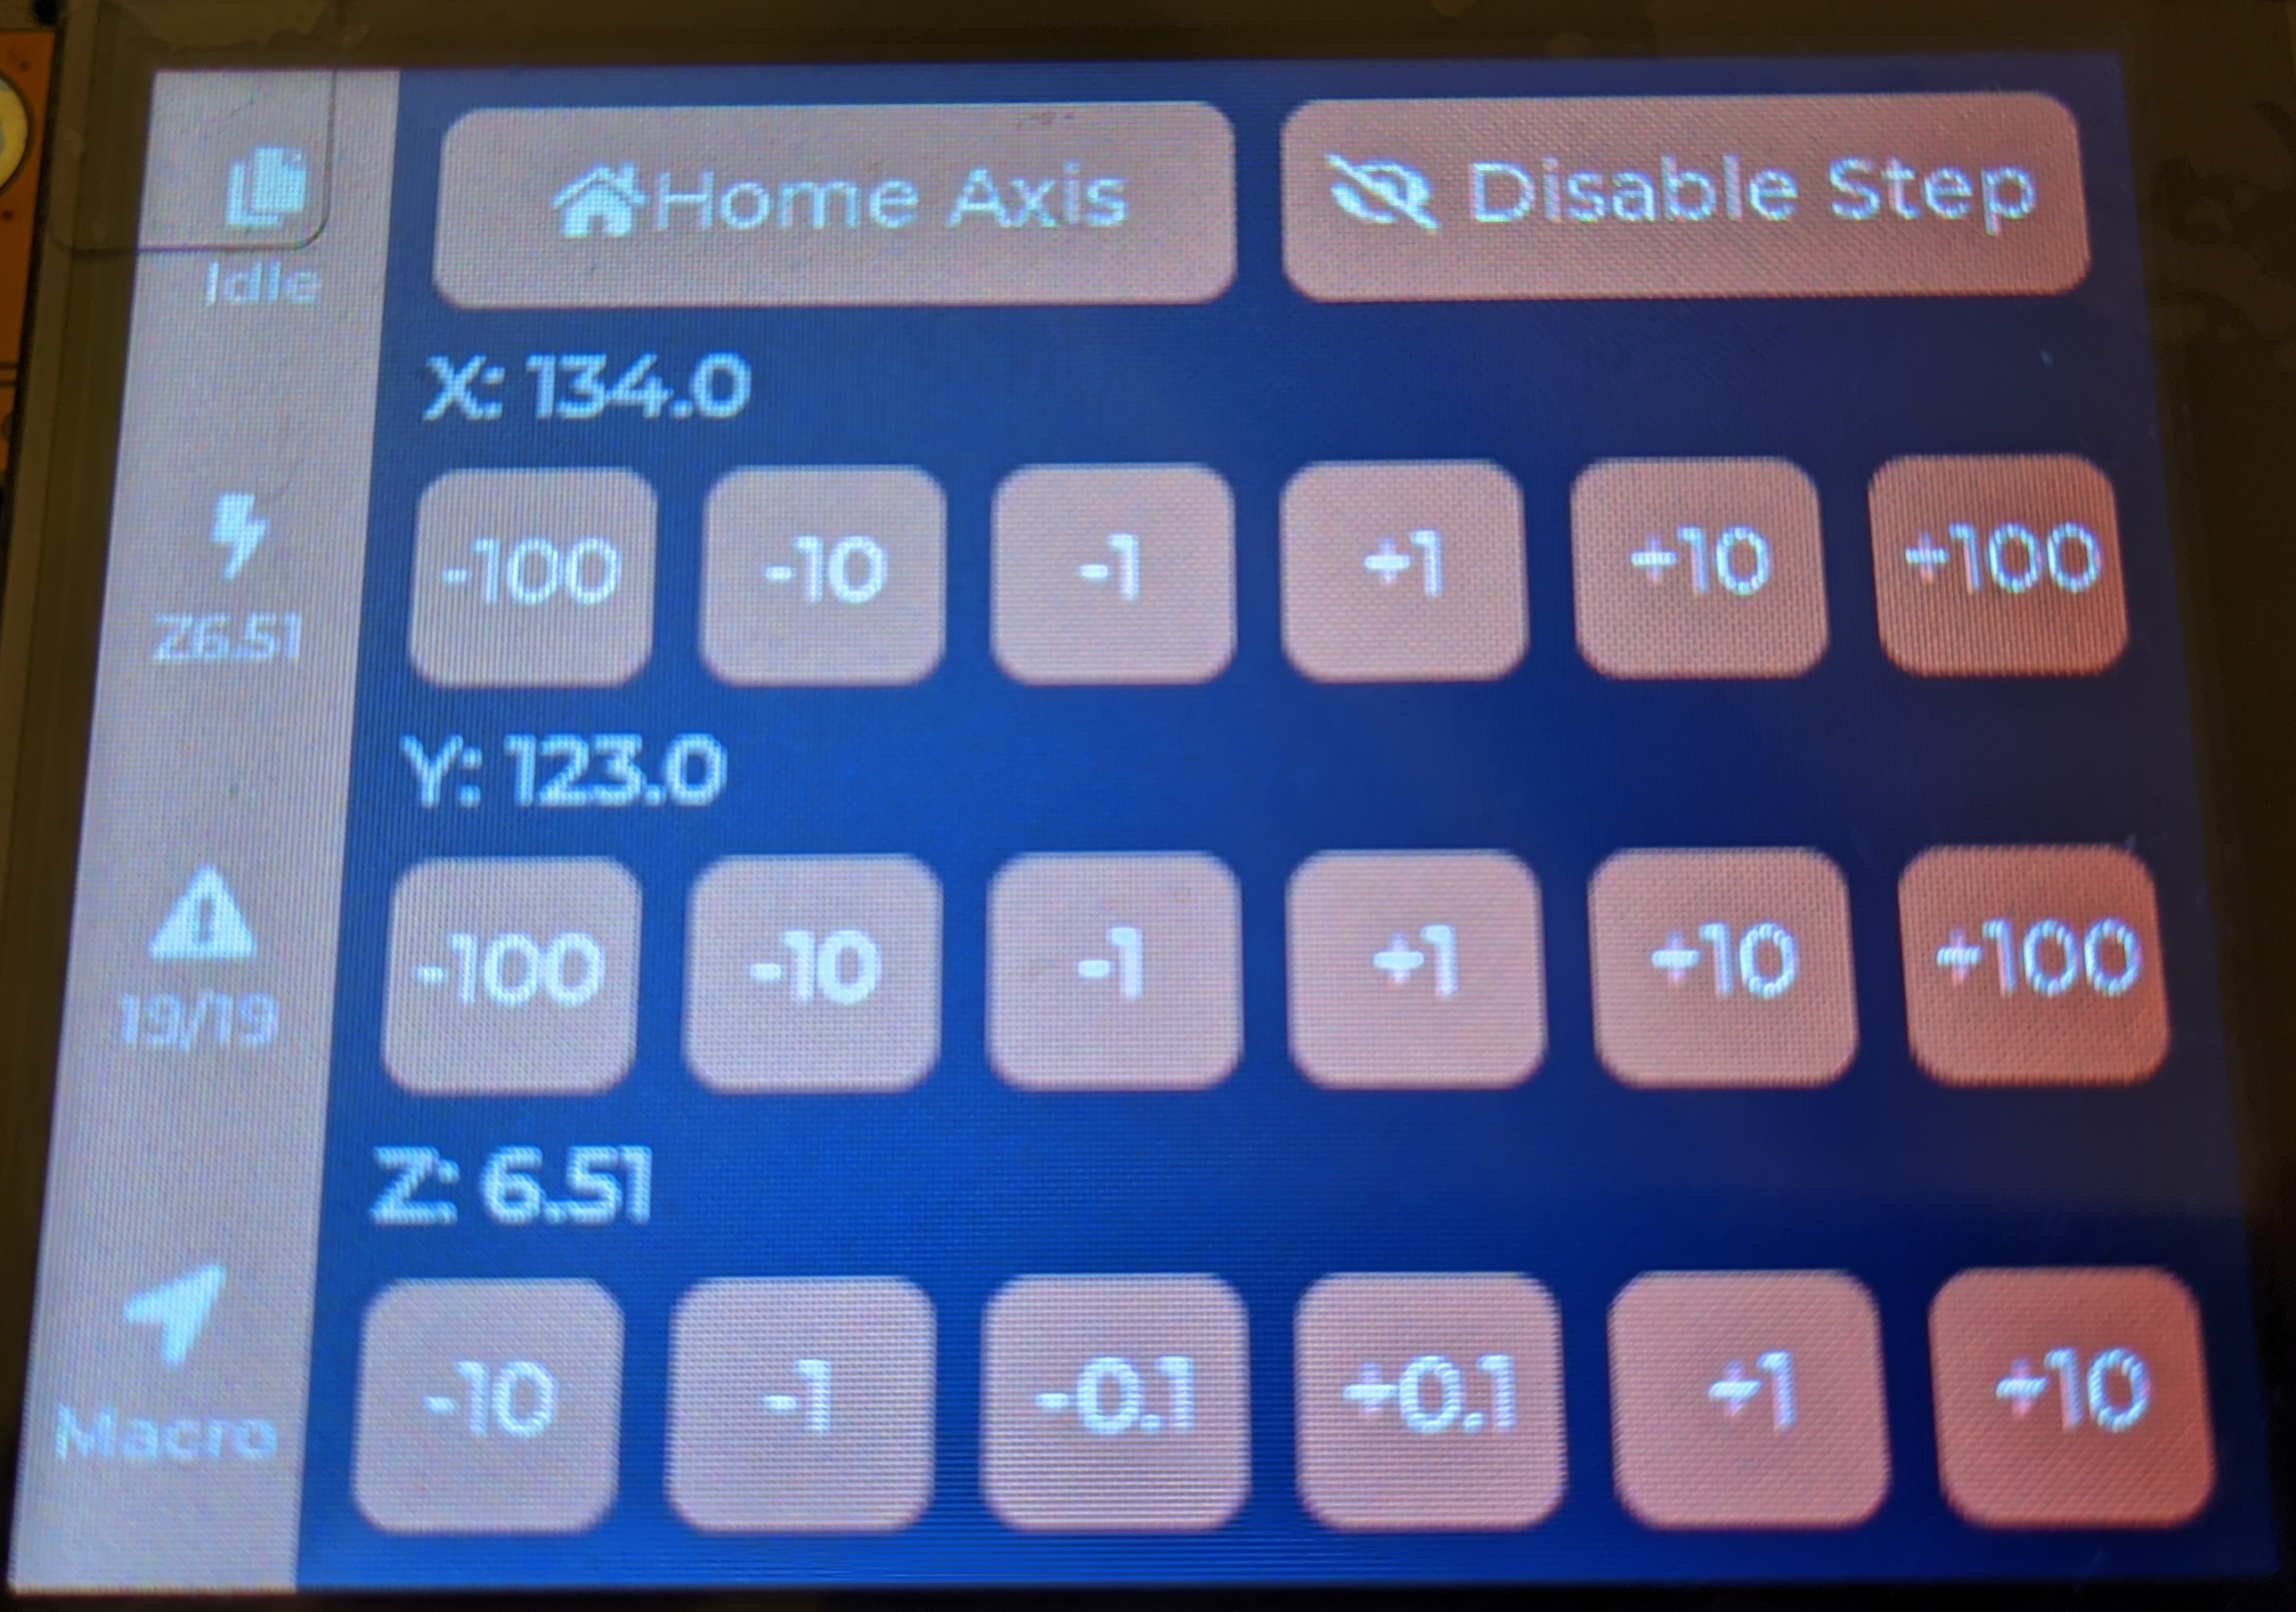 Home Axis Disable Step
Idle
X: 134.0
-100 -10 -1 +1 +10 +100
Z6.51
Y: 123.0
-100 -10 -1 +1 +10 +100
19/19
Z: 6.51
-10 -1 -0.1 +0.1 +1 +10
Macro